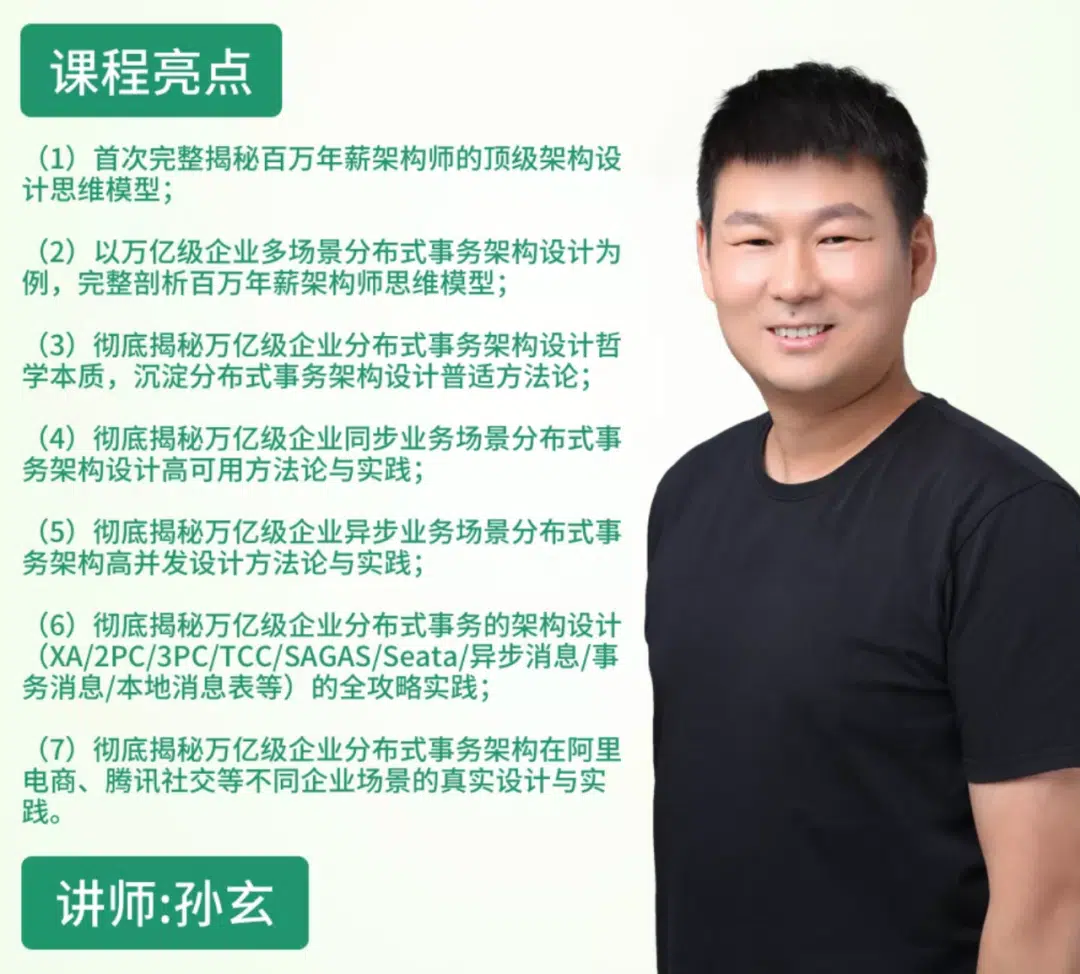 课程亮点
（1）首次完整揭秘百万年薪架构师的顶级架构设
计思维模型；
（2）以万亿级企业多场景分布式事务架构设计为
例，完整剖析百万年薪架构师思维模型；
（3）彻底揭秘万亿级企业分布式事务架构设计哲
学本质，沉淀分布式事务架构设计普适方法论；
（4）彻底揭秘万亿级企业同步业务场景分布式事
务架构设计高可用方法论与实践；
（5）彻底揭秘万亿级企业异步业务场景分布式事
务架构高并发设计方法论与实践；
（6）彻底揭秘万亿级企业分布式事务的架构设计
（XA/2PC/3PC/TCC/SAGAS/Seata/异步消息/事
务消息/本地消息表等）的全攻略实践；
（7）彻底揭秘万亿级企业分布式事务架构在阿里
电商、腾讯社交等不同企业场景的真实设计与实
践。
讲师:孙玄